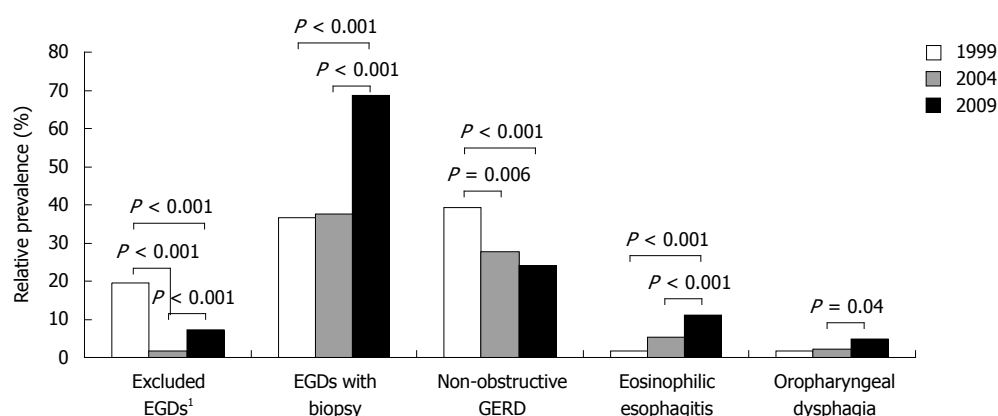 P < 0.001
P < 0.001
80
70
60
50
40
30
20
10
0
Relative prevalence (%)
1999
2004
2009
P < 0.001
P = 0.006
P < 0.001
P < 0.001
P < 0.001
P < 0.001
P < 0.001
P = 0.04
Excluded
EGDs¹
EGDs with
biopsy
Non-obstructive
GERD
Eosinophilic
esophagitis
Oropharyngeal
dysphagia